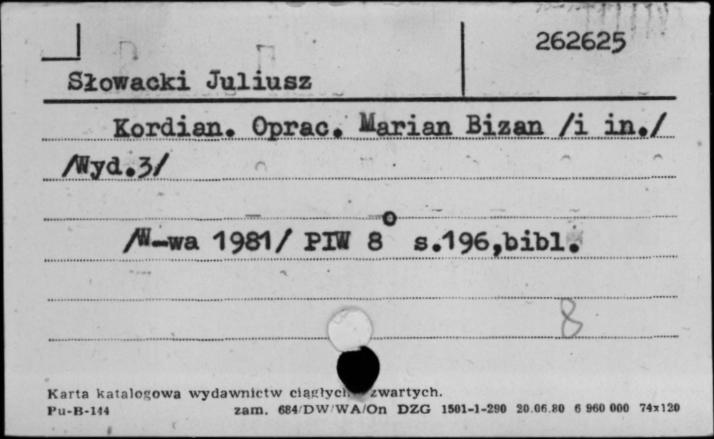 262625
Słowacki Juliusz
Kordian. Oprac. Marian Bizan /i in./
/Wyd.3/
/W-wa 1981/ PIW 8° s.196,bibl.
8
Karta katalogowa wydawnictw zwartych.
Pu-B-144 zam. 684/DW/WA/On DZG 1501-1-290 20.06.80 6 960 000 74x120